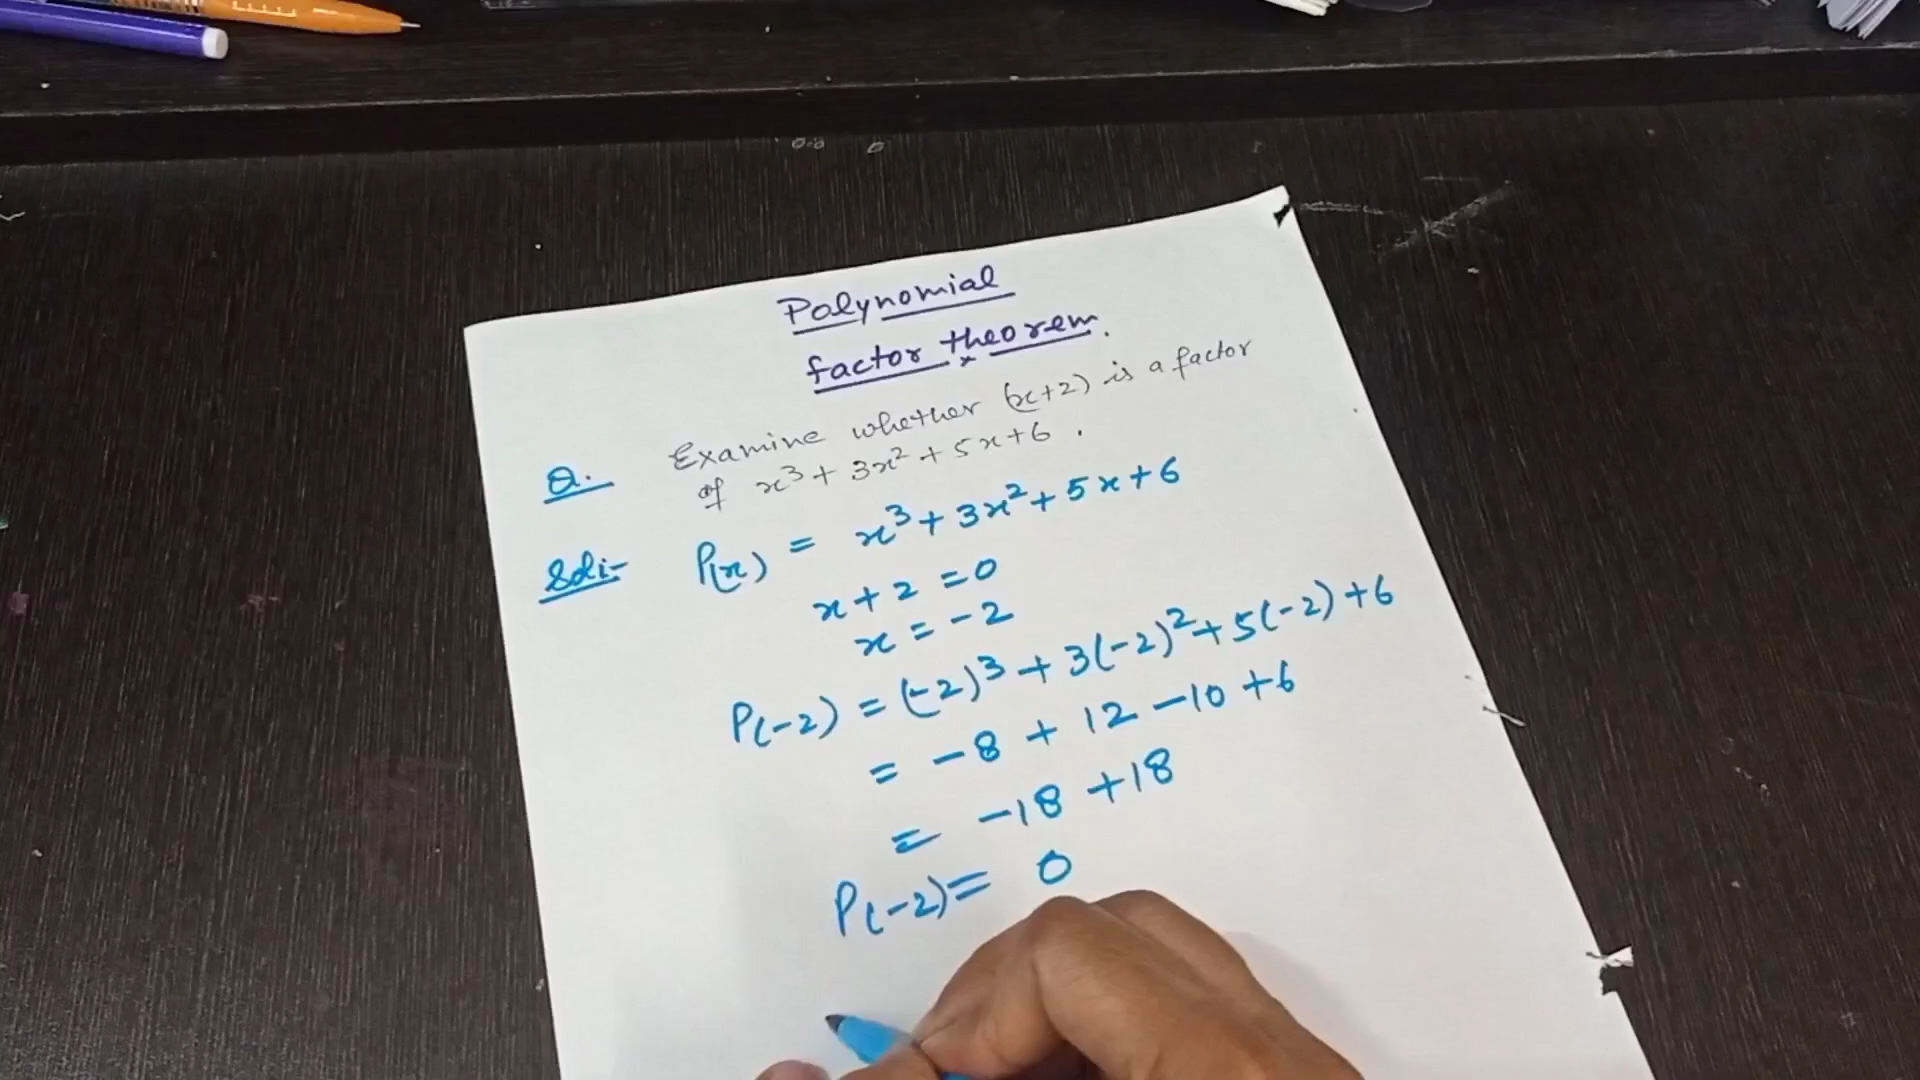 Polynomial
factor theorem.
Q. Examine whether (x+2) is a factor
of x³ + 3x² + 5x+6 .
Sol:- P(x) = x³ + 3x² + 5x + 6
x + 2 = 0
x = -2
P(-2) = (-2)³ + 3(-2)² + 5(-2) + 6
= -8 + 12 - 10 + 6
= -18 + 18
P(-2) = 0